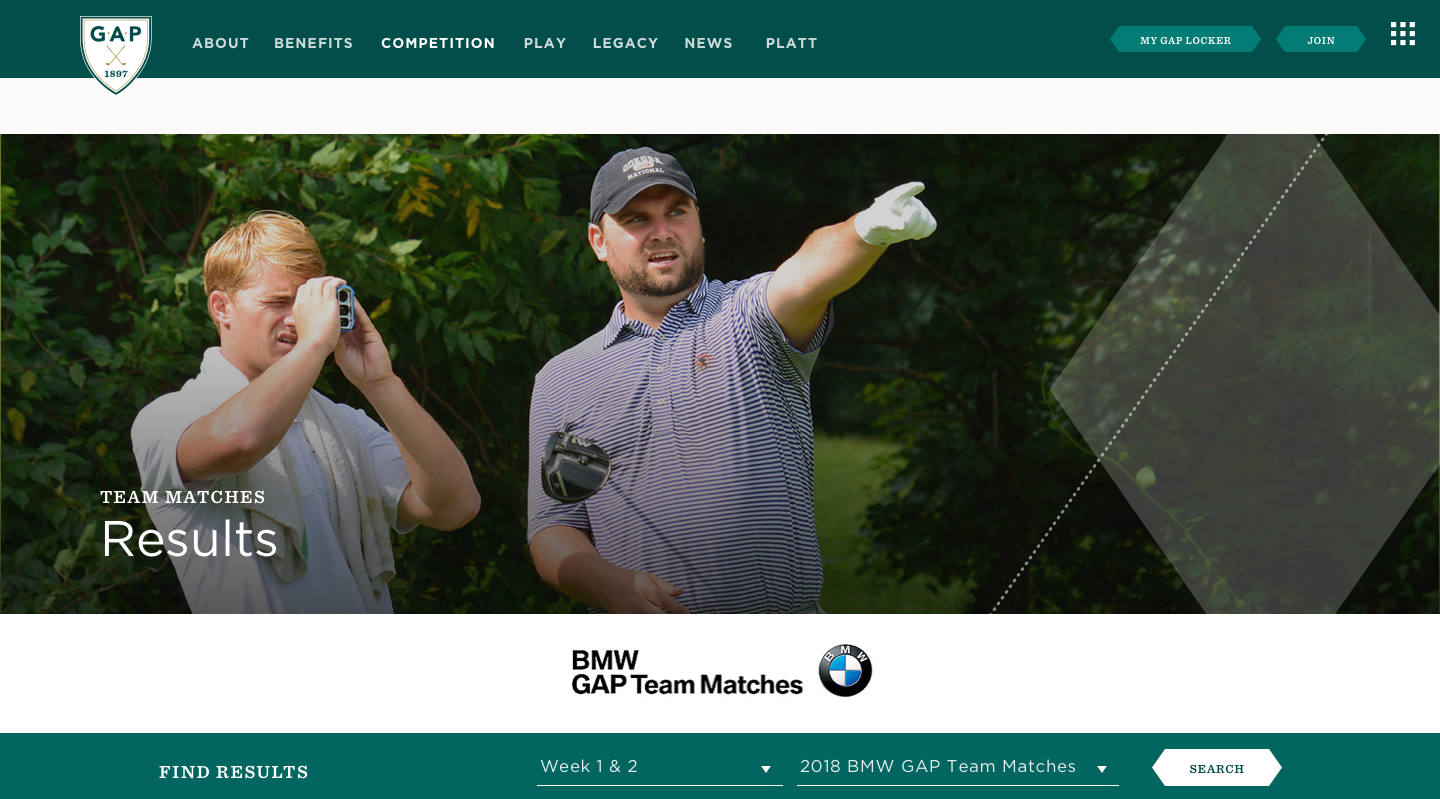 GAP
1897
ABOUT BENEFITS COMPETITION PLAY LEGACY NEWS PLATT
MY GAP LOCKER JOIN
NATIONAL
TEAM MATCHES
Results
BMW
GAP Team Matches
BMW
FIND RESULTS Week 1 & 2 2018 BMW GAP Team Matches SEARCH